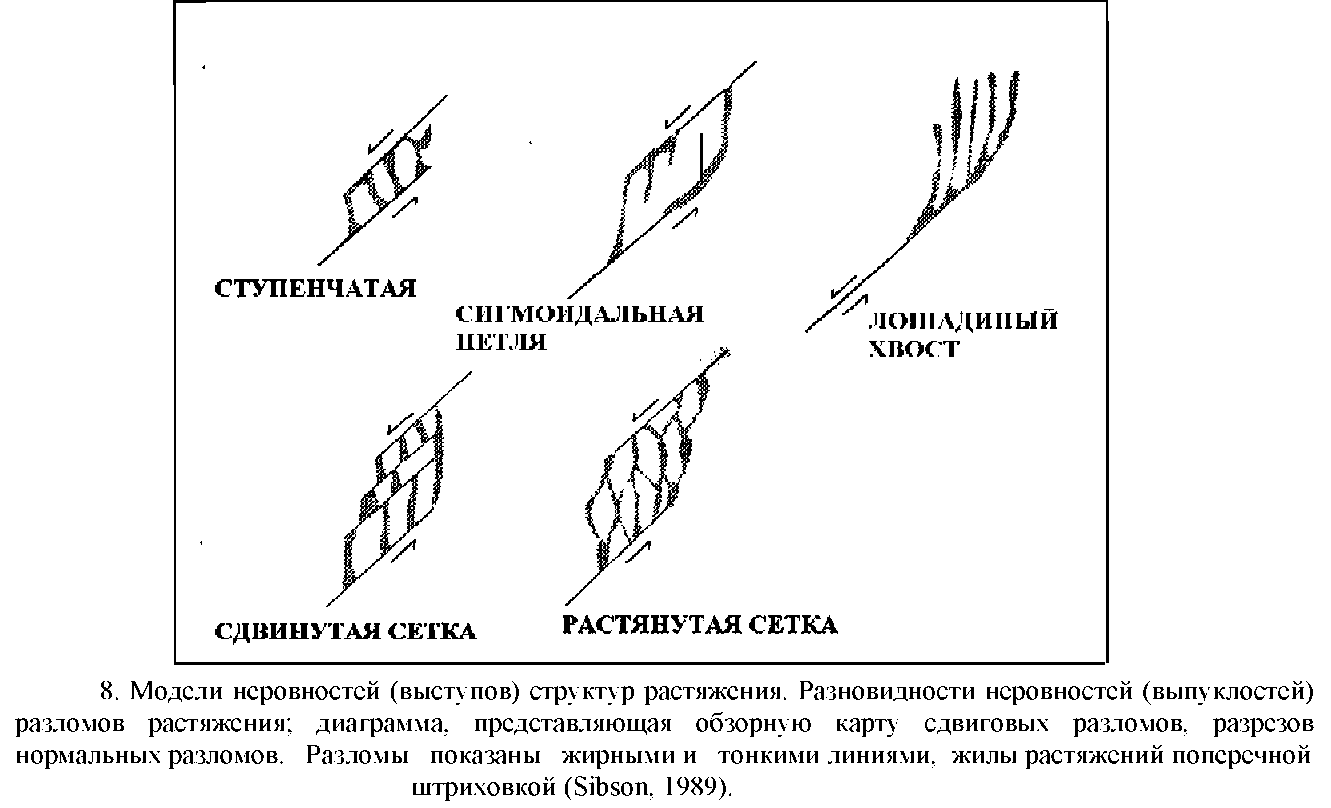 СТУПЕНЧАТАЯ
СИГМОИДАЛЬНАЯ
ПЕТЛЯ
ЛОШАДИНЫЙ
ХВОСТ
СДВИНУТАЯ СЕТКА
РАСТЯНУТАЯ СЕТКА
8. Модели неровностей (выступов) структур растяжения. Разновидности неровностей (выпуклостей)
разломов растяжения; диаграмма, представляющая обзорную карту сдвиговых разломов, разрезов
нормальных разломов. Разломы показаны жирными и тонкими линиями, жилы растяжений поперечной
штриховкой (Sibson, 1989).